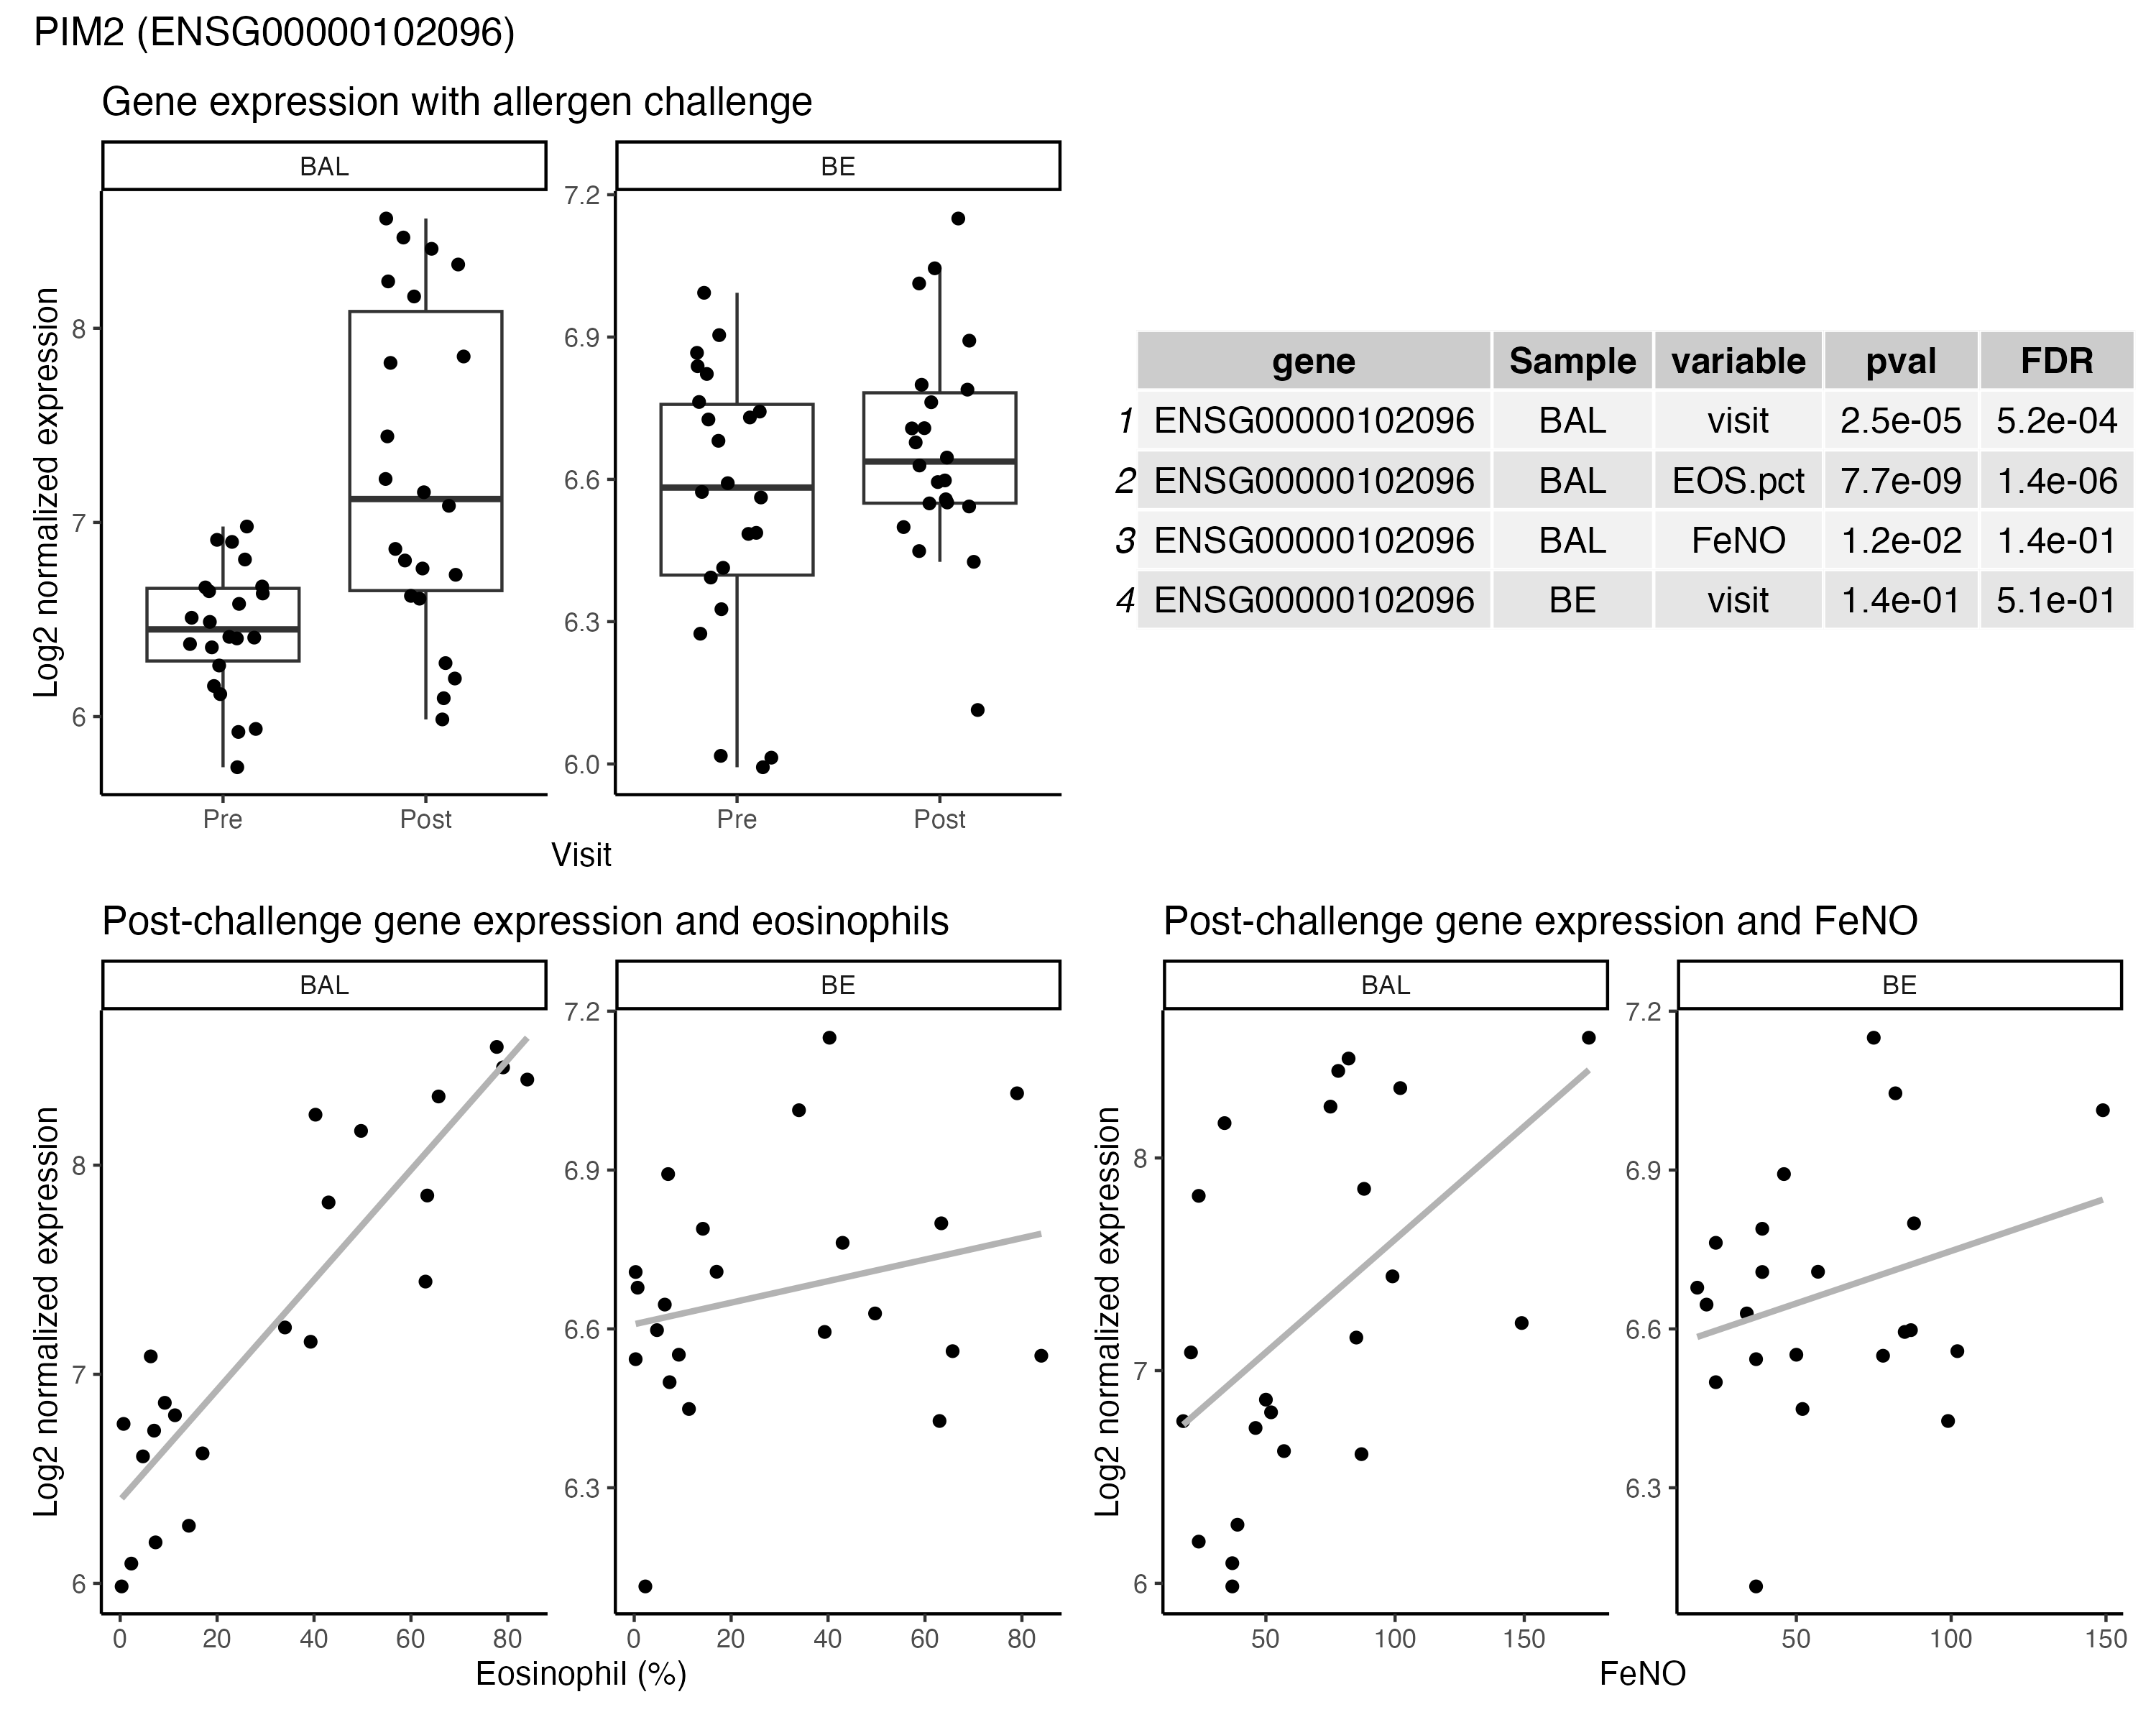 PIM2 (ENSG00000102096)
Gene expression with allergen challenge
BAL
BE
Log2 normalized expression
8
7
6
7.2
6.9
6.6
6.3
6.0
Pre
Post
Pre
Post
Visit
gene Sample variable pval FDR
1 ENSG00000102096 BAL visit 2.5e-05 5.2e-04
2 ENSG00000102096 BAL EOS.pct 7.7e-09 1.4e-06
3 ENSG00000102096 BAL FeNO 1.2e-02 1.4e-01
4 ENSG00000102096 BE visit 1.4e-01 5.1e-01
Post-challenge gene expression and eosinophils
BAL
BE
Log2 normalized expression
8
7
6
7.2
6.9
6.6
6.3
0 20 40 60 80
0 20 40 60 80
Eosinophil (%)
Post-challenge gene expression and FeNO
BAL
BE
Log2 normalized expression
8
7
6
7.2
6.9
6.6
6.3
50 100 150
50 100 150
FeNO